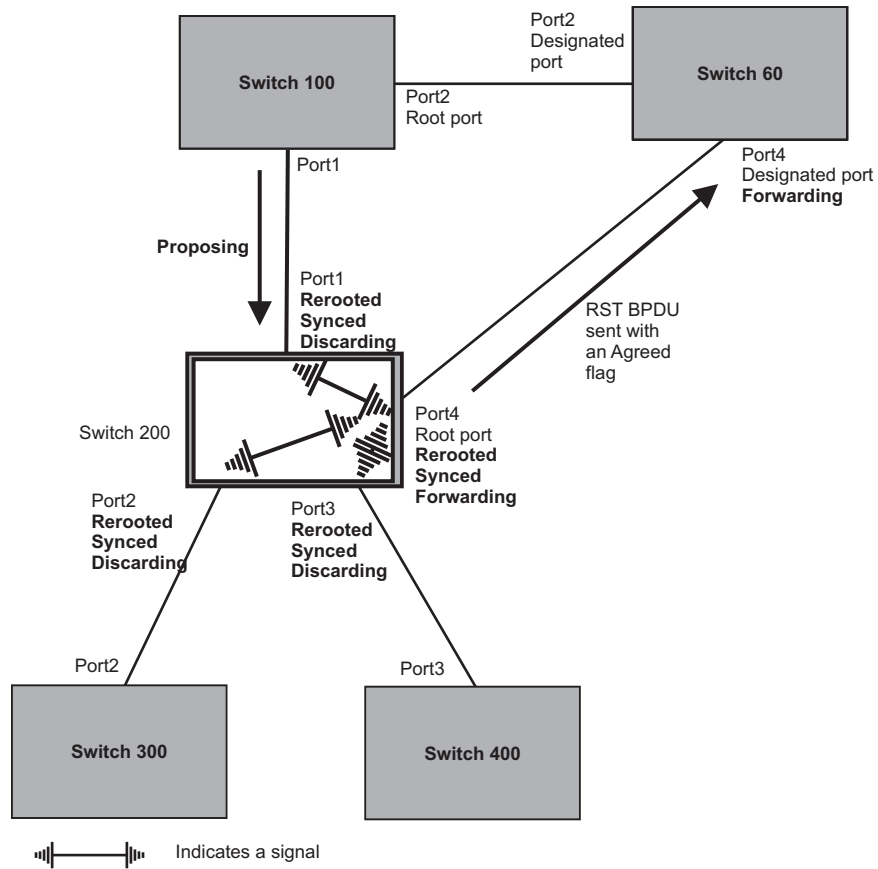 Port2
Designated
port
Switch 100
Switch 60
Port2
Root port
Port1
Port4
Designated port
Forwarding
Proposing
Port1
Rerooted
Synced
Discarding
RST BPDU
sent with
an Agreed
flag
Switch 200
Port4
Root port
Rerooted
Synced
Forwarding
Port2
Rerooted
Synced
Discarding
Port3
Rerooted
Synced
Discarding
Port2
Port3
Switch 300
Switch 400
Indicates a signal